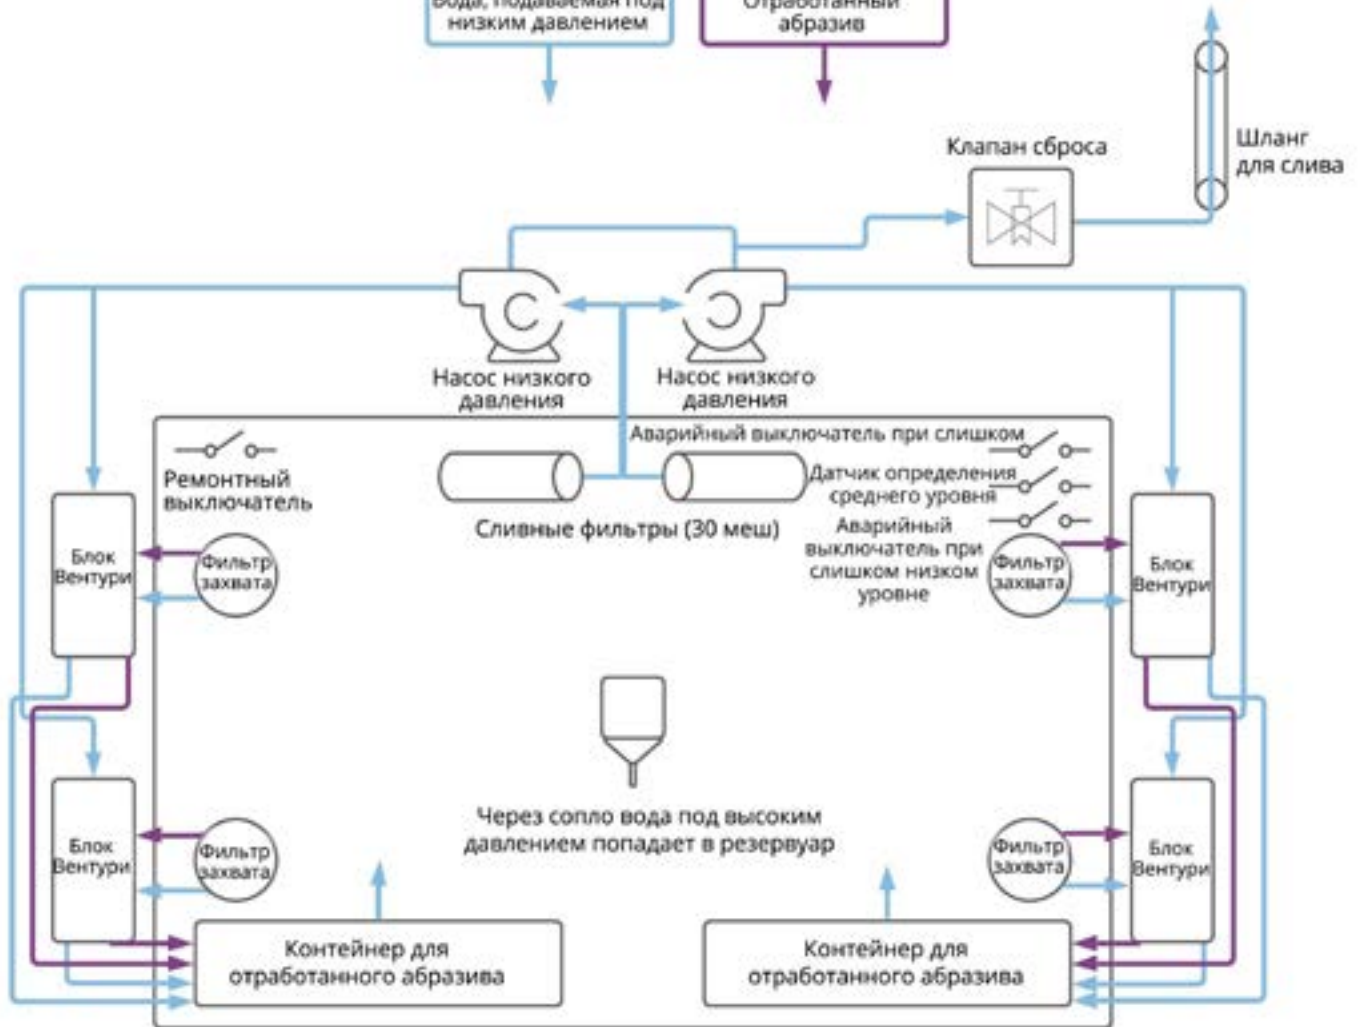 Вода, подаваемая под
низким давлением
Отработанный
абразив
Клапан сброса
Шланг
для слива
Насос низкого
давления
Насос низкого
давления
Аварийный выключатель при слишком
Ремонтный
выключатель
Датчик определения
среднего уровня
Сливные фильтры (30 меш)
Аварийный
выключатель при
слишком низком
уровне
Блок
Вентури
Фильтр
захвата
Фильтр
захвата
Блок
Вентури
Через сопло вода под высоким
давлением попадает в резервуар
Блок
Вентури
Фильтр
захвата
Фильтр
захвата
Блок
Вентури
Контейнер для
отработанного абразива
Контейнер для
отработанного абразива